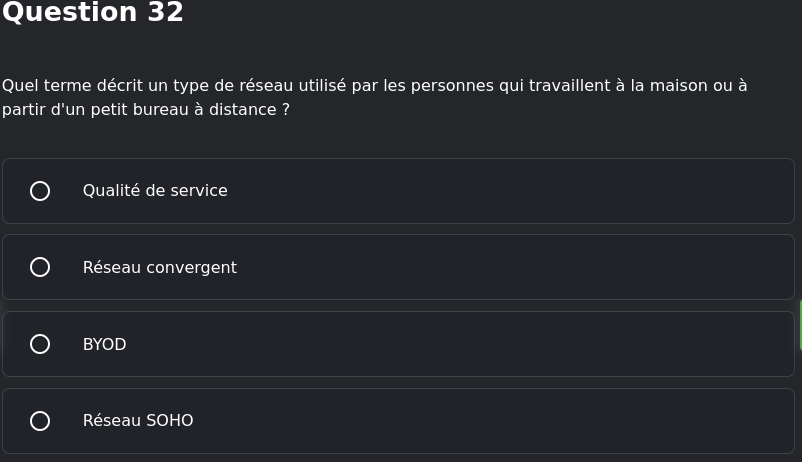 Question 32
Quel terme décrit un type de réseau utilisé par les personnes qui travaillent à la maison ou à
partir d'un petit bureau à distance ?
Qualité de service
Réseau convergent
BYOD
Réseau SOHO